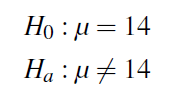 H₀ : μ = 14
Hₐ : μ ≠ 14